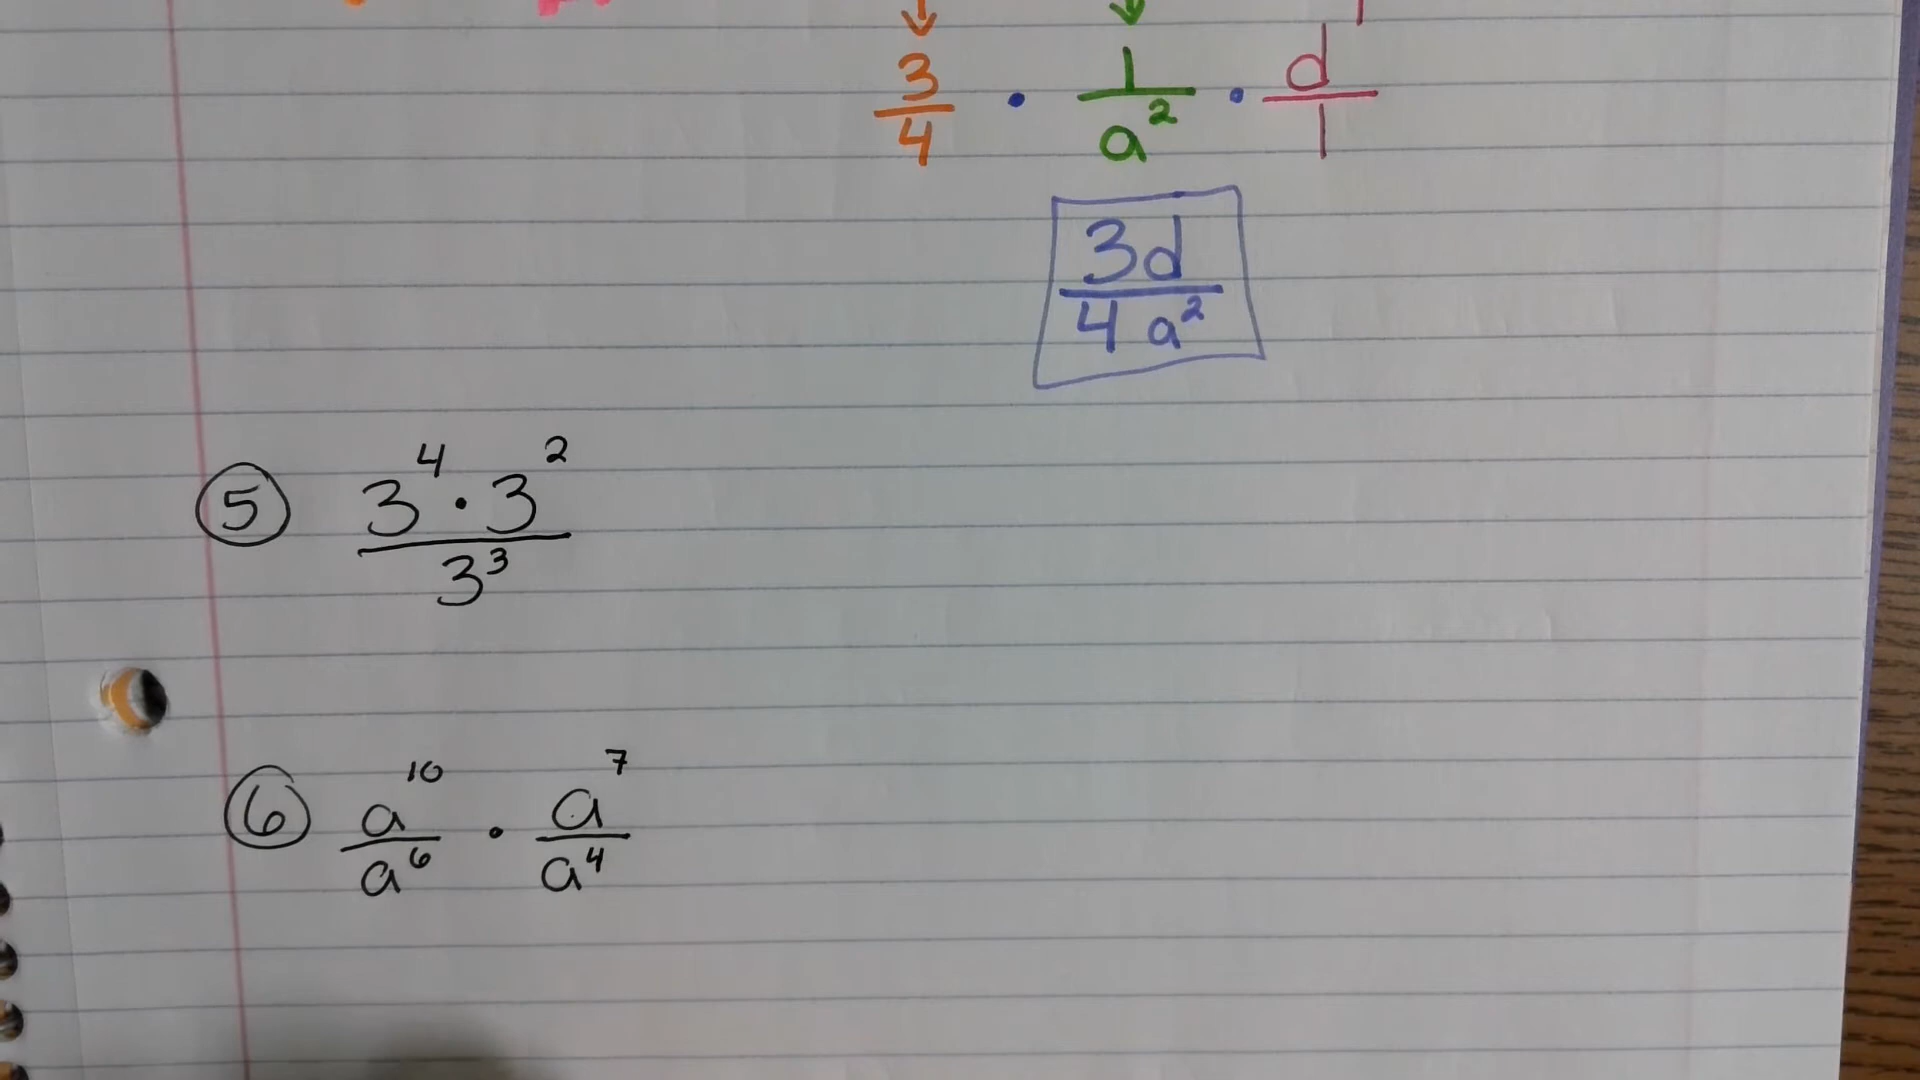 3/4 · 1/a² · d/1
3d/4a²
⑤ 3⁴ · 3² / 3³
⑥ a¹⁰/a⁶ · a⁷/a⁴